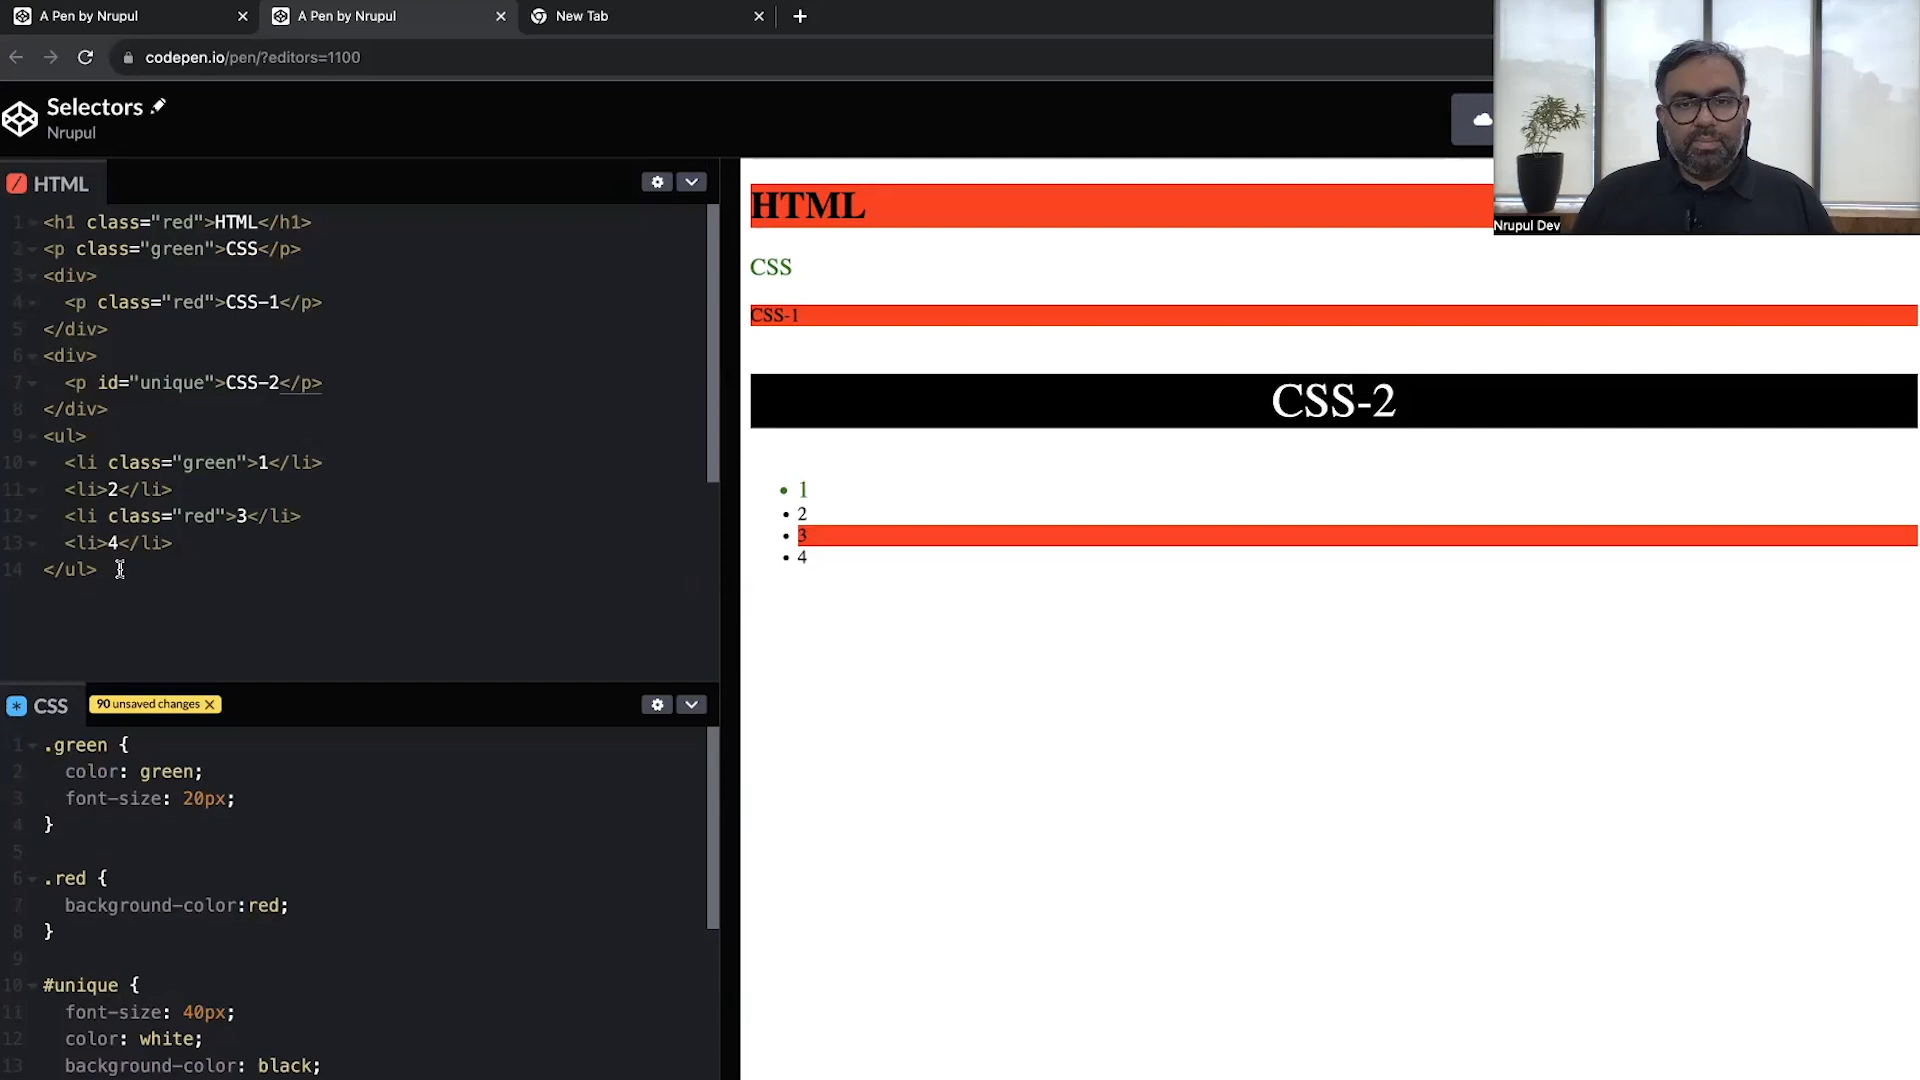 A Pen by Nrupul
A Pen by Nrupul
New Tab
codepen.io/pen/?editors=1100
Selectors
Nrupul
HTML
1 <h1 class="red">HTML</h1>
2 <p class="green">CSS</p>
3 <div>
4 <p class="red">CSS-1</p>
5 </div>
6 <div>
7 <p id="unique">CSS-2</p>
8 </div>
9 <ul>
10 <li class="green">1</li>
11 <li>2</li>
12 <li class="red">3</li>
13 <li>4</li>
14 </ul>
CSS 90 unsaved changes
1 .green {
2 color: green;
3 font-size: 20px;
4 }
5
6 .red {
7 background-color:red;
8 }
9
10 #unique {
11 font-size: 40px;
12 color: white;
13 background-color: black;
HTML
CSS
CSS-1
CSS-2
1
2
3
4
Nrupul Dev